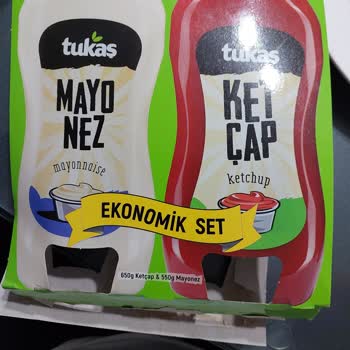 tukaş
MAYO
NEZ
mayonnaise
tukaş
KET
ÇAP
ketchup
EKONOMİK SET
650g Ketçap & 550g Mayonez